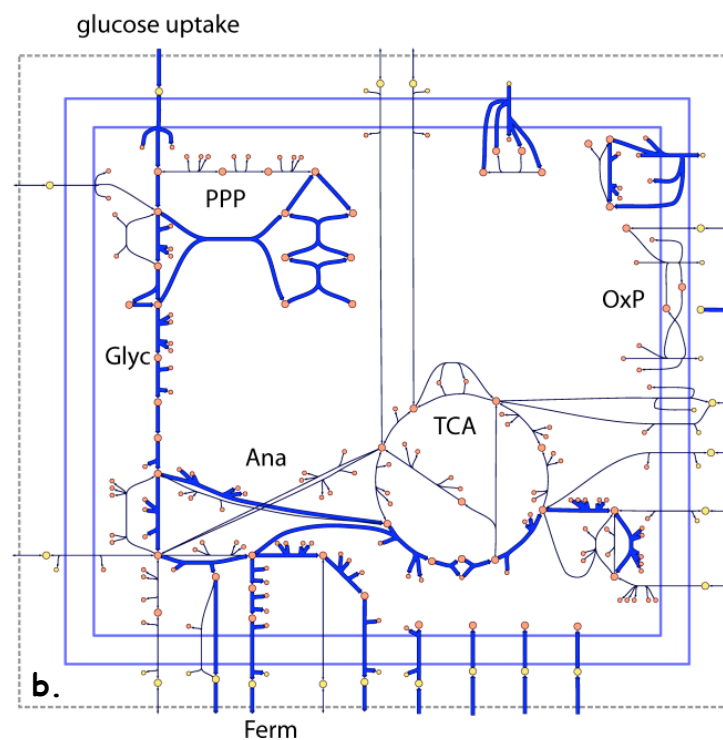 glucose uptake
PPP
OxP
Glyc
TCA
Ana
b.
Ferm